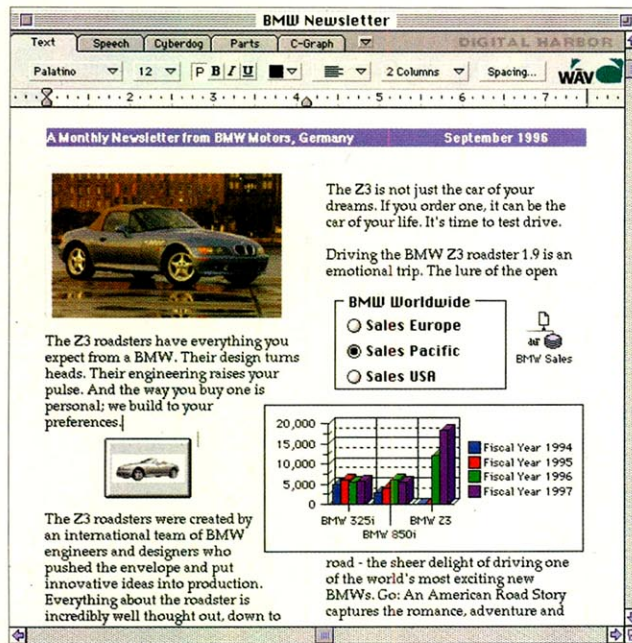 BMW Newsletter
Text
Speech
Cyberdog
Parts
C-Graph
DIGITAL HARBOR
Palatino
12
P B I U
2 Columns
Spacing...
WAV
2 3 4 5 6 7
A Monthly Newsletter from BMW Motors, Germany
September 1996
The Z3 roadsters have everything you
expect from a BMW. Their design turns
heads. Their engineering raises your
pulse. And the way you buy one is
personal; we build to your
preferences.
The Z3 roadsters were created by
an international team of BMW
engineers and designers who
pushed the envelope and put
innovative ideas into production.
Everything about the roadster is
incredibly well thought out, down to
The Z3 is not just the car of your
dreams. If you order one, it can be the
car of your life. It's time to test drive.
Driving the BMW Z3 roadster 1.9 is an
emotional trip. The lure of the open
BMW Worldwide
Sales Europe
Sales Pacific
Sales USA
BMW Sales
20,000
15,000
10,000
5,000
0
BMW 325i
BMW 850i
BMW Z3
Fiscal Year 1994
Fiscal Year 1995
Fiscal Year 1996
Fiscal Year 1997
road - the sheer delight of driving one
of the world's most exciting new
BMWs. Go: An American Road Story
captures the romance, adventure and